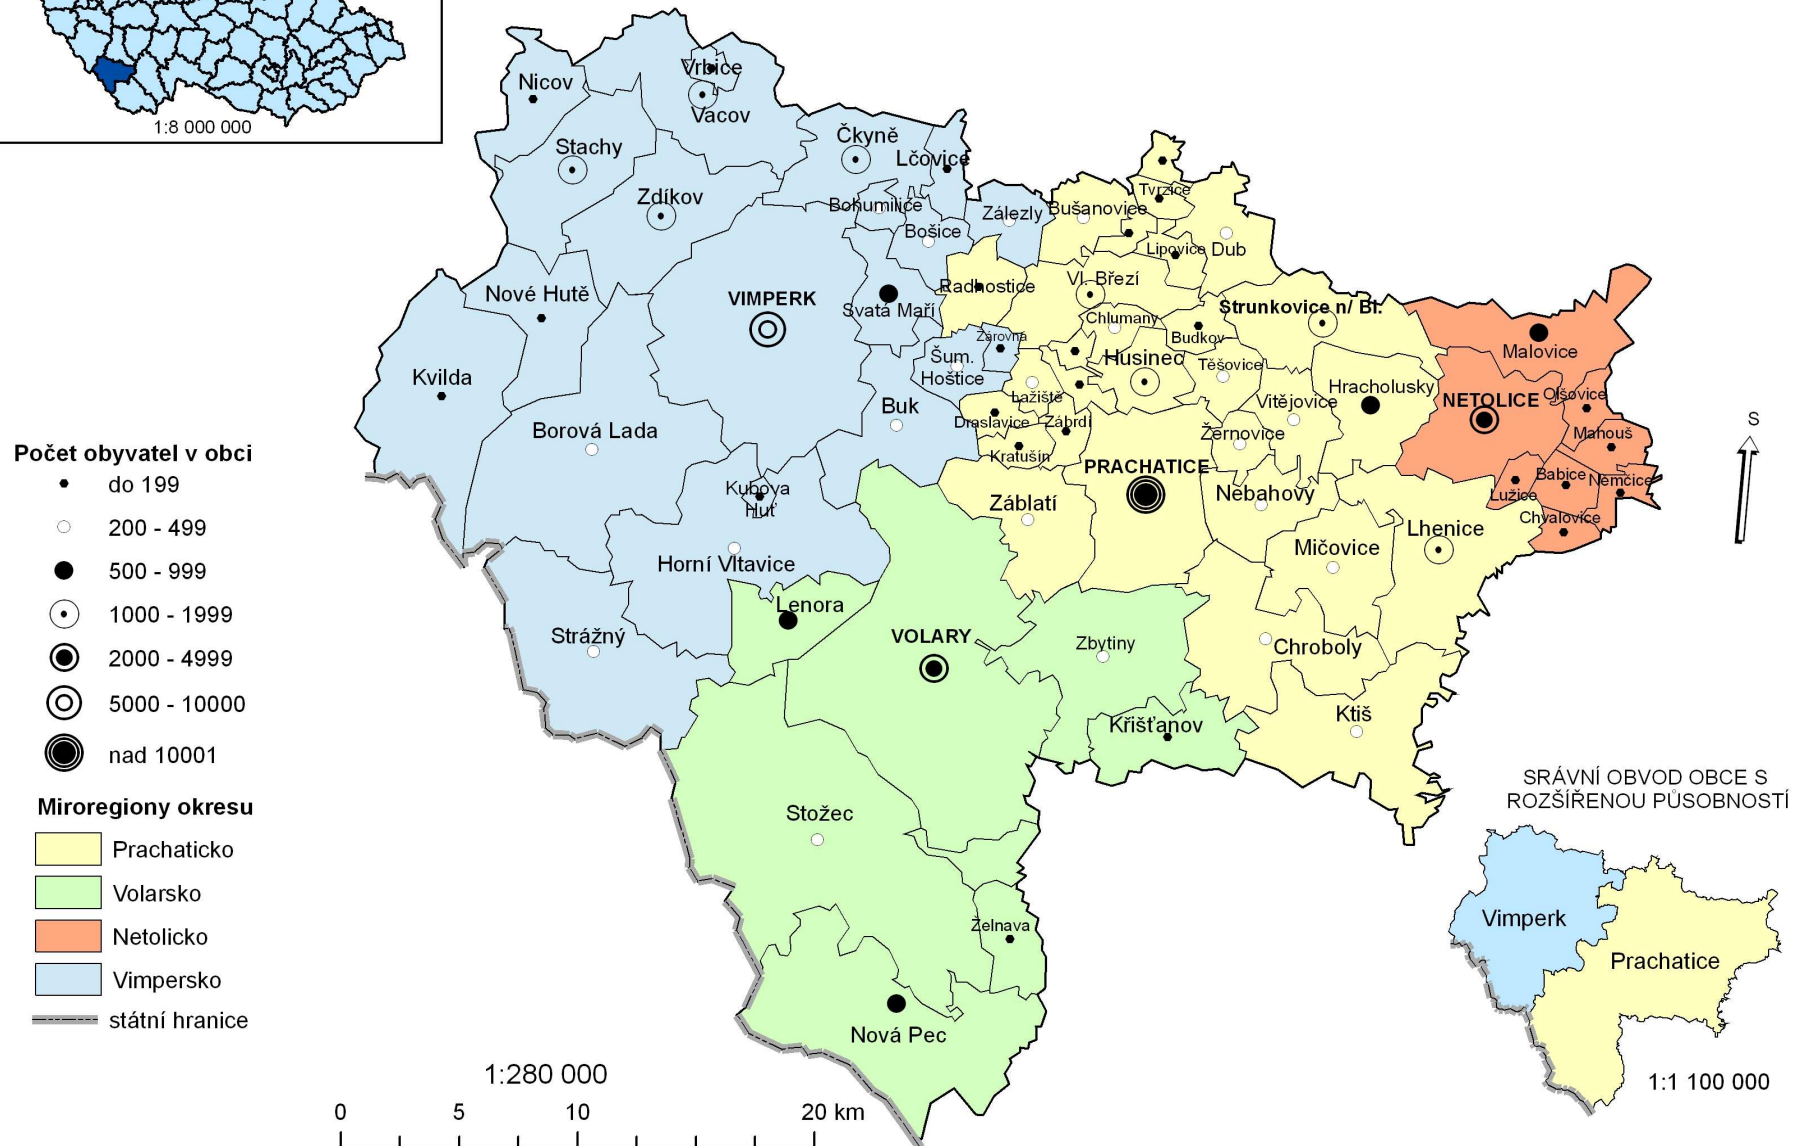 1:8 000 000
Nicov
Vrbice
Vacov
Stachy
Čkyně
Lčovice
Zdíkov
Bohumilice
Bošice
Zálezly
Bušanovice
Tvrzice
Lipovice
Dub
Nové Hutě
VIMPERK
Svatá Maří
Radhostice
Vl. Březí
Chlumany
Strunkovice n/ Bl.
Budkov
Malovice
Kvilda
Žárovná
Šum.
Hoštice
Husinec
Těšovice
Hracholusky
NETOLICE
Olšovice
Lažiště
Vitějovice
Buk
Borová Lada
Draslavice
Zábrdí
Žernovice
Mahouš
Kratušín
PRACHATICE
Babice
Němčice
Lužice
Kubova
Huť
Záblatí
Nebahovy
Chvalovice
Lhenice
Mičovice
Horní Vltavice
Lenora
Strážný
VOLARY
Zbytiny
Chroboly
Křišťanov
Ktiš
Stožec
Želnava
Nová Pec
S
Počet obyvatel v obci
do 199
200 - 499
500 - 999
1000 - 1999
2000 - 4999
5000 - 10000
nad 10001
Miroregiony okresu
Prachaticko
Volarsko
Netolicko
Vimpersko
státní hranice
1:280 000
0 5 10 20 km
SRÁVNÍ OBVOD OBCE S
ROZŠÍŘENOU PŮSOBNOSTÍ
Vimperk
Prachatice
1:1 100 000